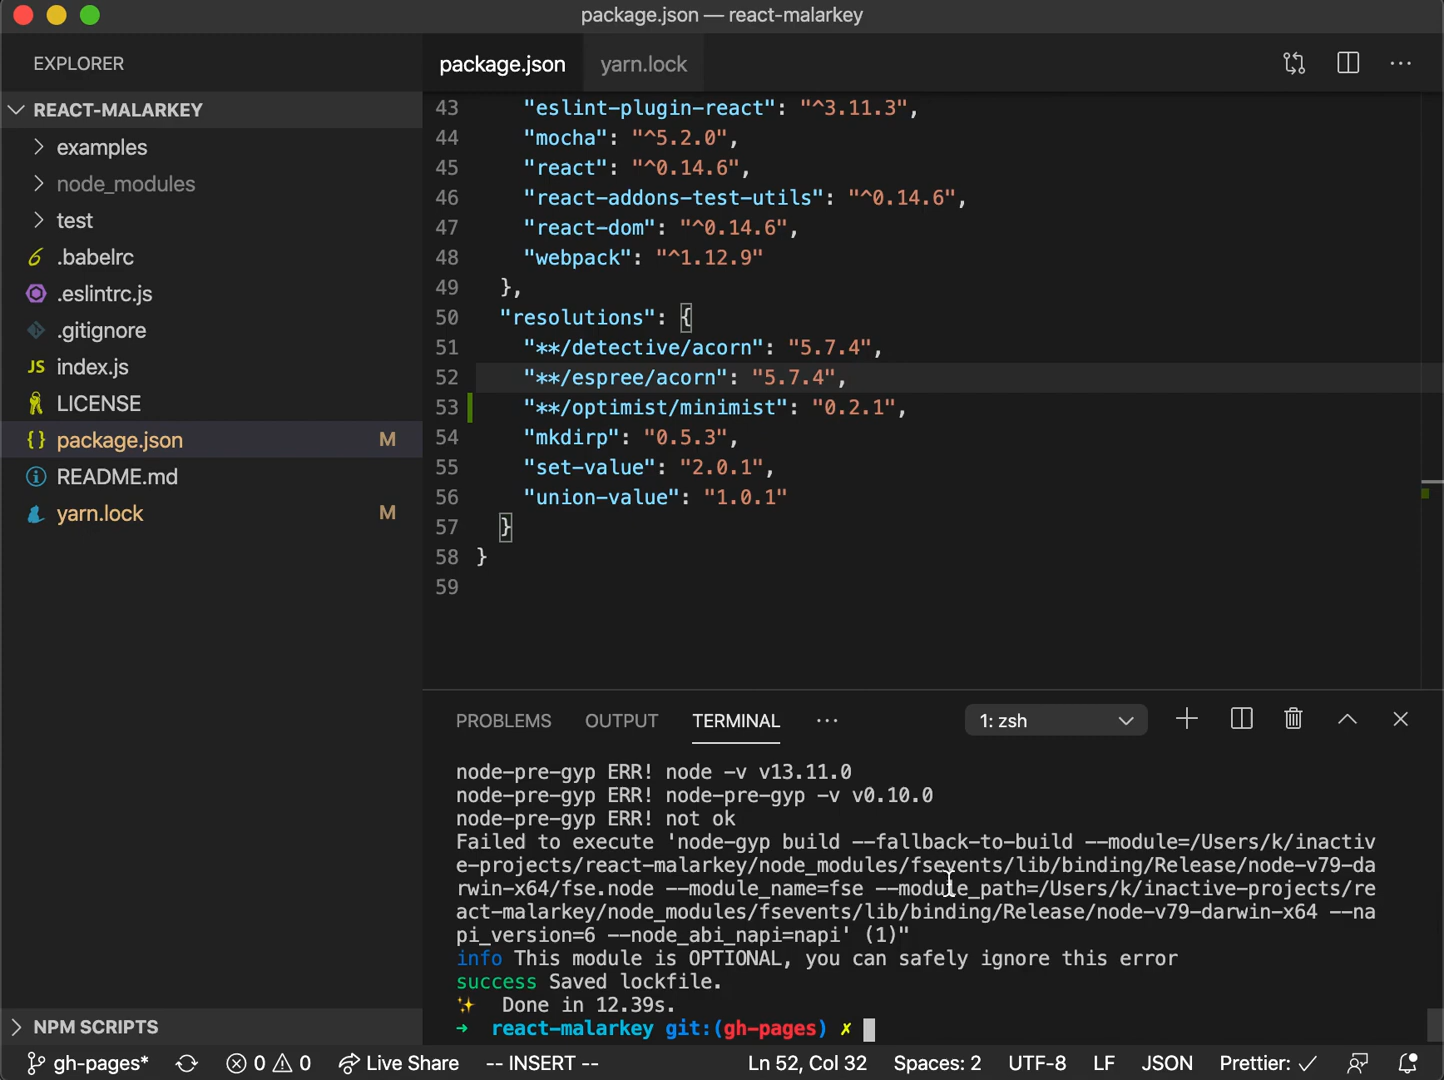 package.json — react-malarkey
EXPLORER
REACT-MALARKEY
examples
node_modules
test
.babelrc
.eslintrc.js
.gitignore
JS index.js
LICENSE
{} package.json M
README.md
yarn.lock M
NPM SCRIPTS
package.json yarn.lock
43 "eslint-plugin-react": "^3.11.3",
44 "mocha": "^5.2.0",
45 "react": "^0.14.6",
46 "react-addons-test-utils": "^0.14.6",
47 "react-dom": "^0.14.6",
48 "webpack": "^1.12.9"
49 },
50 "resolutions": {
51 "**/detective/acorn": "5.7.4",
52 "**/espree/acorn": "5.7.4",
53 "**/optimist/minimist": "0.2.1",
54 "mkdirp": "0.5.3",
55 "set-value": "2.0.1",
56 "union-value": "1.0.1"
57 }
58 }
59
PROBLEMS OUTPUT TERMINAL ··· 1: zsh
node-pre-gyp ERR! node -v v13.11.0
node-pre-gyp ERR! node-pre-gyp -v v0.10.0
node-pre-gyp ERR! not ok
Failed to execute 'node-gyp build --fallback-to-build --module=/Users/k/inactiv
e-projects/react-malarkey/node_modules/fsevents/lib/binding/Release/node-v79-da
rwin-x64/fse.node --module_name=fse --module_path=/Users/k/inactive-projects/re
act-malarkey/node_modules/fsevents/lib/binding/Release/node-v79-darwin-x64 --na
pi_version=6 --node_abi_napi=napi' (1)"
info This module is OPTIONAL, you can safely ignore this error
success Saved lockfile.
✨ Done in 12.39s.
➜ react-malarkey git:(gh-pages) ✗
gh-pages* 0 0 Live Share -- INSERT -- Ln 52, Col 32 Spaces: 2 UTF-8 LF JSON Prettier: ✓